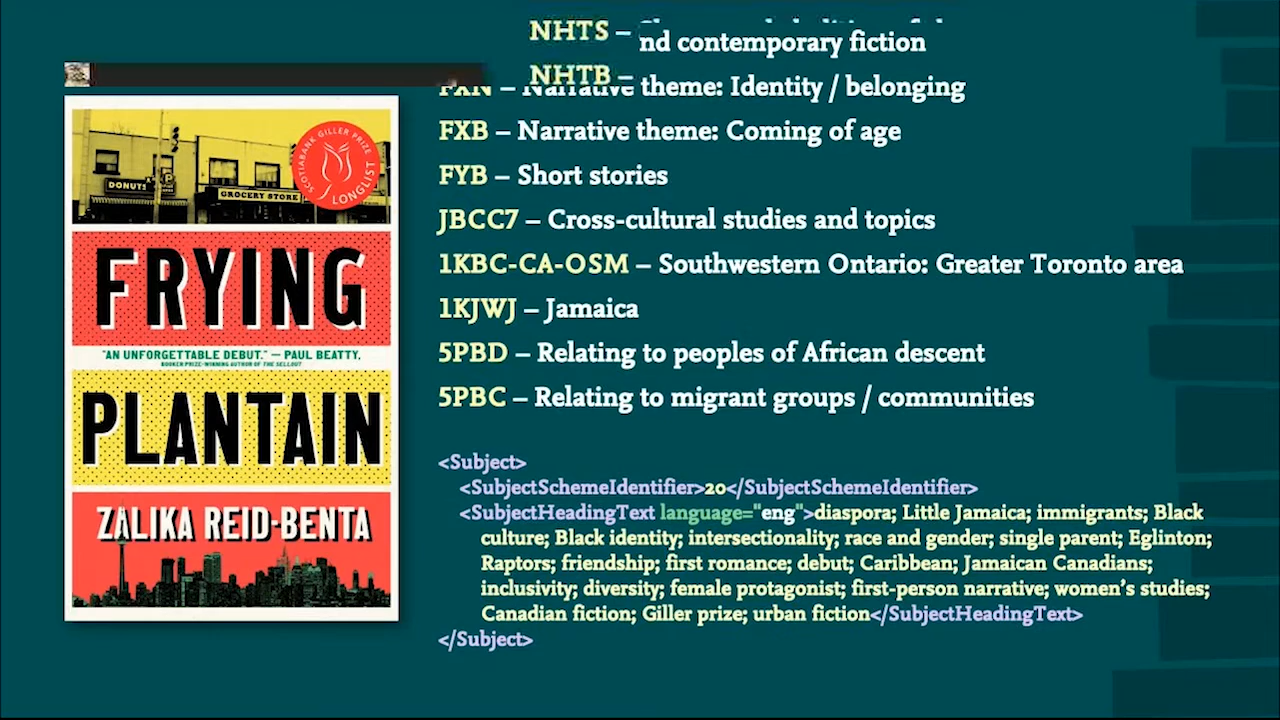 NHTS –
nd contemporary fiction
NHTB –
FXN – Narrative theme: Identity / belonging
FXB – Narrative theme: Coming of age
FYB – Short stories
JBCC7 – Cross-cultural studies and topics
1KBC-CA-OSM – Southwestern Ontario: Greater Toronto area
1KJWJ – Jamaica
5PBD – Relating to peoples of African descent
5PBC – Relating to migrant groups / communities
<Subject>
<SubjectSchemeIdentifier>20</SubjectSchemeIdentifier>
<SubjectHeadingText language="eng">diaspora; Little Jamaica; immigrants; Black
culture; Black identity; intersectionality; race and gender; single parent; Eglinton;
Raptors; friendship; first romance; debut; Caribbean; Jamaican Canadians;
inclusivity; diversity; female protagonist; first-person narrative; women's studies;
Canadian fiction; Giller prize; urban fiction</SubjectHeadingText>
</Subject>
DONUTS
GROCERY STORE
SCOTIABANK GILLER PRIZE
LONGLIST
FRYING
"AN UNFORGETTABLE DEBUT." — PAUL BEATTY,
BOOKER PRIZE-WINNING AUTHOR OF THE SELLOUT
PLANTAIN
ZALIKA REID-BENTA